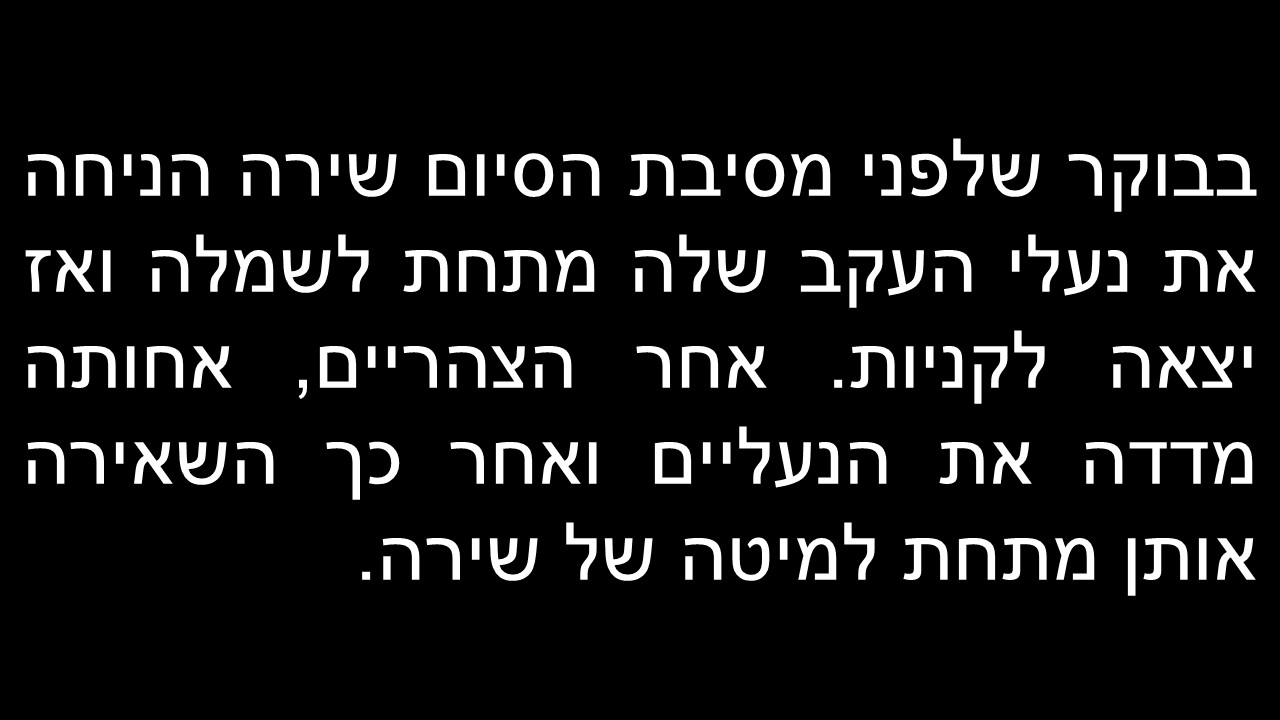 בבוקר שלפני מסיבת הסיום שירה הניחה
את נעלי העקב שלה מתחת לשמלה ואז
יצאה לקניות. אחר הצהריים, אחותה
מדדה את הנעליים ואחר כך השאירה
אותן מתחת למיטה של שירה.